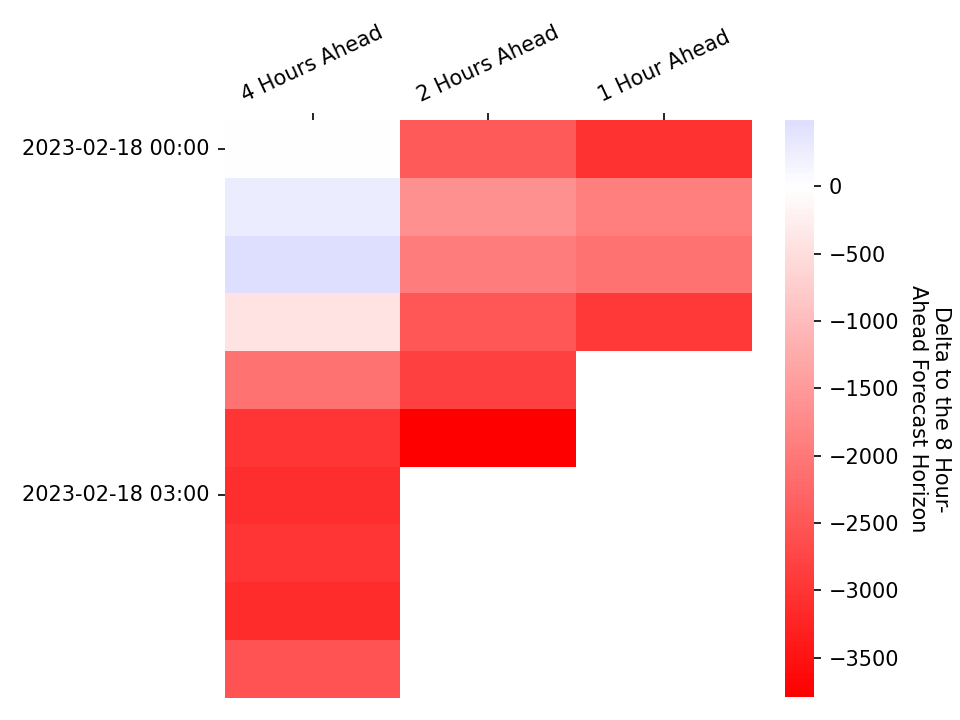 4 Hours Ahead
2 Hours Ahead
1 Hour Ahead
2023-02-18 00:00
2023-02-18 03:00
0
−500
−1000
−1500
−2000
−2500
−3000
−3500
Delta to the 8 Hour-
Ahead Forecast Horizon